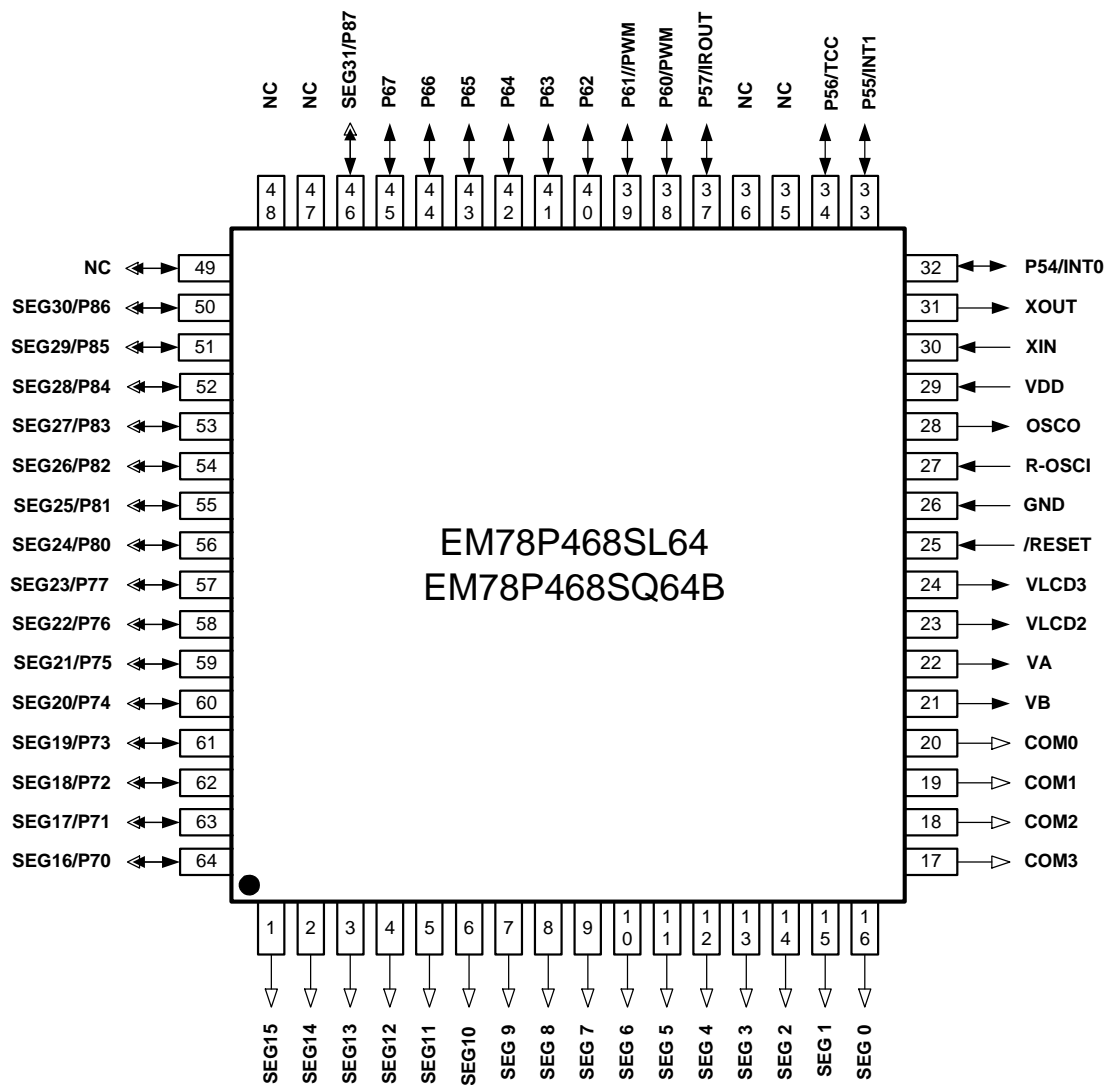 NC
NC
SEG31/P87
P67
P66
P65
P64
P63
P62
P61//PWM
P60/PWM
P57/IROUT
NC
NC
P56/TCC
P55/INT1
48
47
46
45
44
43
42
41
40
39
38
37
36
35
34
33
NC 49
SEG30/P86 50
SEG29/P85 51
SEG28/P84 52
SEG27/P83 53
SEG26/P82 54
SEG25/P81 55
SEG24/P80 56
SEG23/P77 57
SEG22/P76 58
SEG21/P75 59
SEG20/P74 60
SEG19/P73 61
SEG18/P72 62
SEG17/P71 63
SEG16/P70 64
EM78P468SL64
EM78P468SQ64B
32 P54/INT0
31 XOUT
30 XIN
29 VDD
28 OSCO
27 R-OSCI
26 GND
25 /RESET
24 VLCD3
23 VLCD2
22 VA
21 VB
20 COM0
19 COM1
18 COM2
17 COM3
1
2
3
4
5
6
7
8
9
10
11
12
13
14
15
16
SEG15
SEG14
SEG13
SEG12
SEG11
SEG10
SEG 9
SEG 8
SEG 7
SEG 6
SEG 5
SEG 4
SEG 3
SEG 2
SEG 1
SEG 0